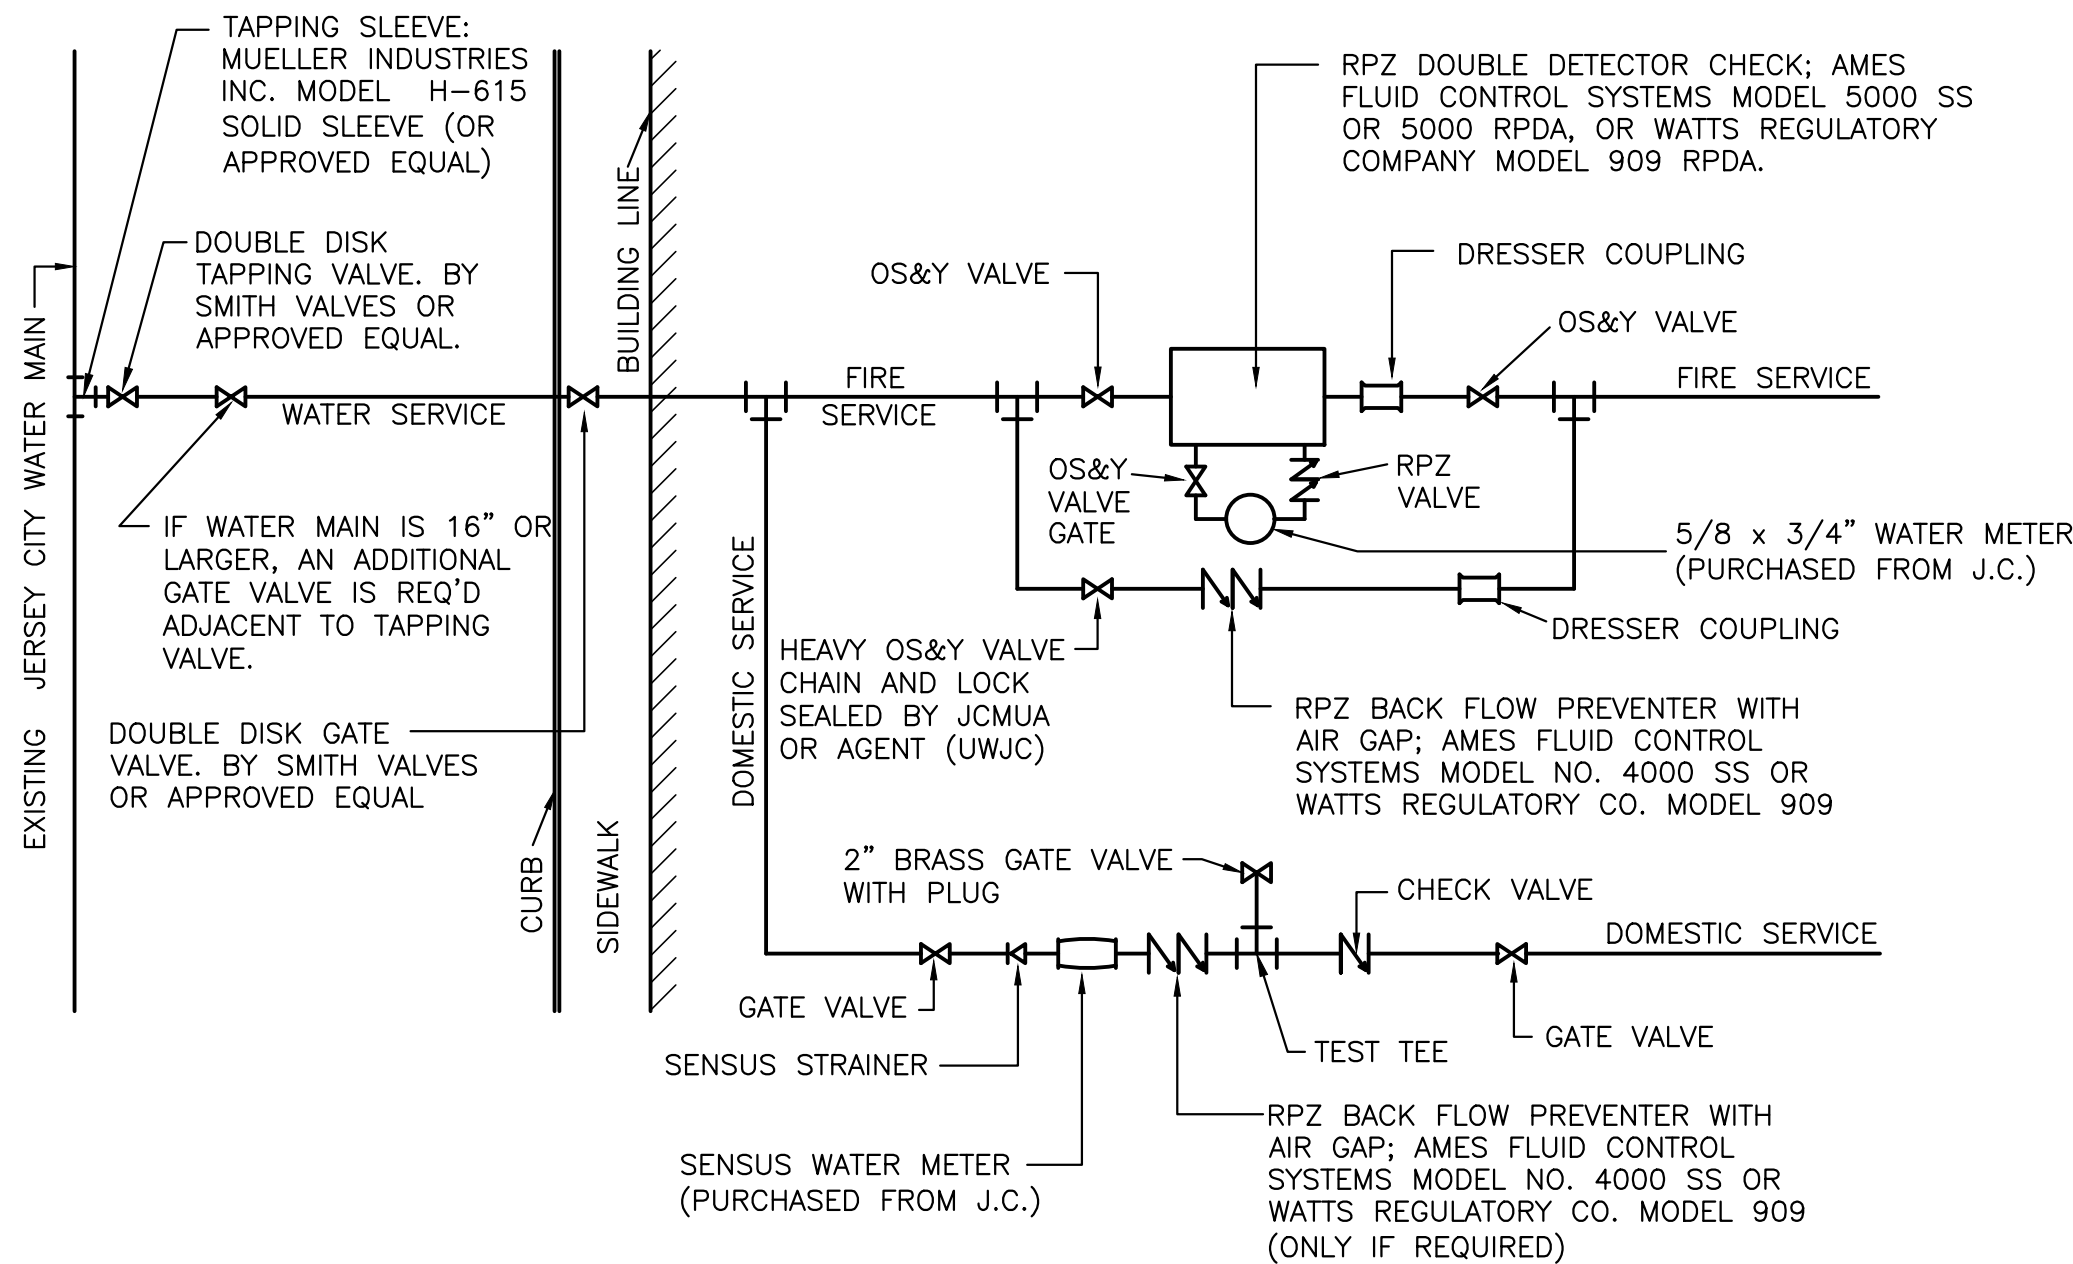 TAPPING SLEEVE:
MUELLER INDUSTRIES
INC. MODEL H-615
SOLID SLEEVE (OR
APPROVED EQUAL)
DOUBLE DISK
TAPPING VALVE. BY
SMITH VALVES OR
APPROVED EQUAL.
EXISTING JERSEY CITY WATER MAIN
WATER SERVICE
IF WATER MAIN IS 16" OR
LARGER, AN ADDITIONAL
GATE VALVE IS REQ'D
ADJACENT TO TAPPING
VALVE.
DOUBLE DISK GATE
VALVE. BY SMITH VALVES
OR APPROVED EQUAL
CURB
SIDEWALK
BUILDING LINE
RPZ DOUBLE DETECTOR CHECK; AMES
FLUID CONTROL SYSTEMS MODEL 5000 SS
OR 5000 RPDA, OR WATTS REGULATORY
COMPANY MODEL 909 RPDA.
OS&Y VALVE
DRESSER COUPLING
OS&Y VALVE
FIRE
SERVICE
FIRE SERVICE
OS&Y
VALVE
GATE
RPZ
VALVE
5/8 x 3/4" WATER METER
(PURCHASED FROM J.C.)
DRESSER COUPLING
DOMESTIC SERVICE
HEAVY OS&Y VALVE
CHAIN AND LOCK
SEALED BY JCMUA
OR AGENT (UWJC)
RPZ BACK FLOW PREVENTER WITH
AIR GAP; AMES FLUID CONTROL
SYSTEMS MODEL NO. 4000 SS OR
WATTS REGULATORY CO. MODEL 909
2" BRASS GATE VALVE
WITH PLUG
CHECK VALVE
DOMESTIC SERVICE
GATE VALVE
SENSUS STRAINER
TEST TEE
GATE VALVE
SENSUS WATER METER
(PURCHASED FROM J.C.)
RPZ BACK FLOW PREVENTER WITH
AIR GAP; AMES FLUID CONTROL
SYSTEMS MODEL NO. 4000 SS OR
WATTS REGULATORY CO. MODEL 909
(ONLY IF REQUIRED)